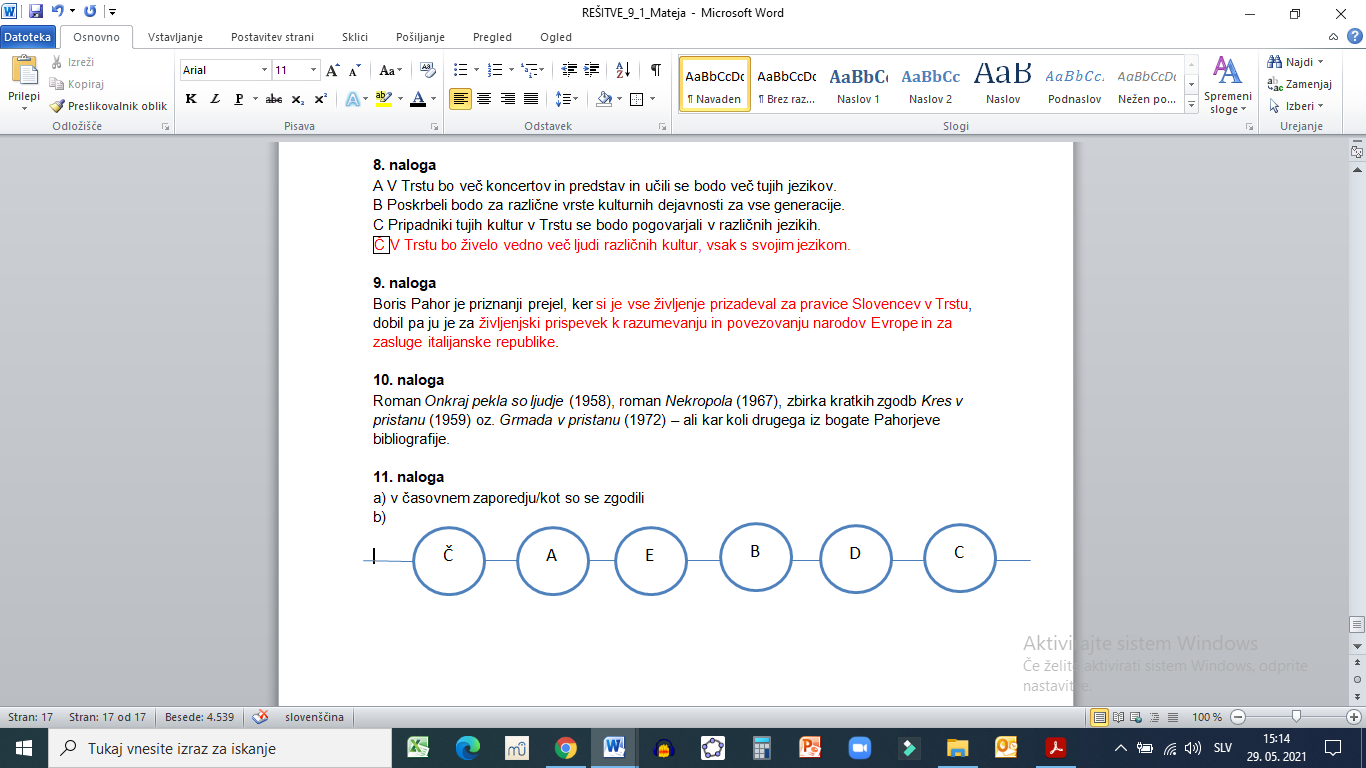 REŠITVE_9_1_Mateja - Microsoft Word
Datoteka Osnovno Vstavljanje Postavitev strani Sklici Pošiljanje Pregled Ogled
Prilepi
Izreži
Kopiraj
Preslikovalnik oblik
Odložišče
Arial 11
Pisava
Odstavek
AaBbCcDc AaBbCcDc AaBbC AaBbCc AaB AaBbCc. AaBbCcDc
¶ Navaden ¶ Brez raz... Naslov 1 Naslov 2 Naslov Podnaslov Nežen po...
Spremeni sloge
Slogi
Najdi
Zamenjaj
Izberi
Urejanje
8. naloga
A V Trstu bo več koncertov in predstav in učili se bodo več tujih jezikov.
B Poskrbeli bodo za različne vrste kulturnih dejavnosti za vse generacije.
C Pripadniki tujih kultur v Trstu se bodo pogovarjali v različnih jezikih.
Č V Trstu bo živelo vedno več ljudi različnih kultur, vsak s svojim jezikom.
9. naloga
Boris Pahor je priznanji prejel, ker si je vse življenje prizadeval za pravice Slovencev v Trstu,
dobil pa ju je za življenjski prispevek k razumevanju in povezovanju narodov Evrope in za
zasluge italijanske republike.
10. naloga
Roman Onkraj pekla so ljudje (1958), roman Nekropola (1967), zbirka kratkih zgodb Kres v
pristanu (1959) oz. Grmada v pristanu (1972) – ali kar koli drugega iz bogate Pahorjeve
bibliografije.
11. naloga
a) v časovnem zaporedju/kot so se zgodili
b)
Č A E B D C
Aktivirajte sistem Windows
Če želite aktivirati sistem Windows, odprite
nastavitve.
Stran: 17 Stran: 17 od 17 Besede: 4.539 slovenščina 100 %
Tukaj vnesite izraz za iskanje
SLV
15:14
29. 05. 2021